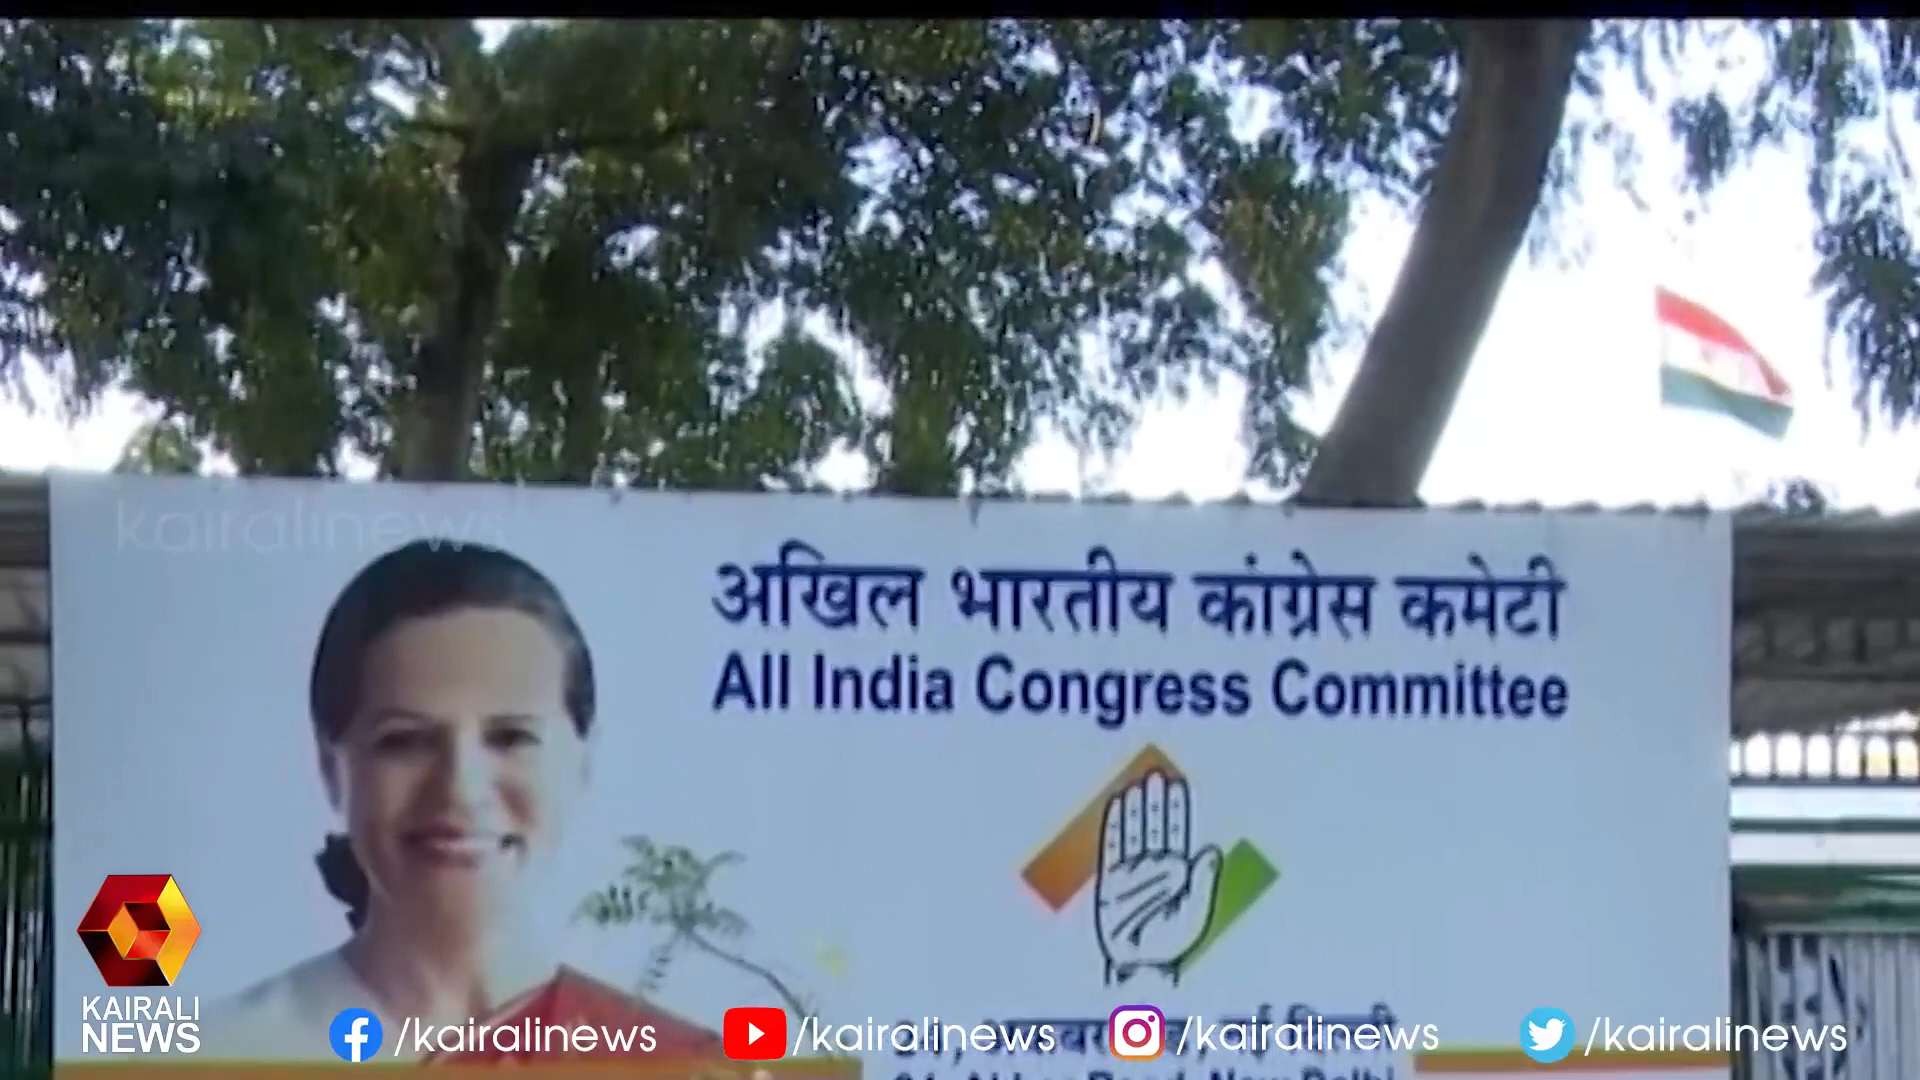 kairalinews
अखिल भारतीय कांग्रेस कमेटी
All India Congress Committee
KAIRALI
NEWS
/kairalinews /kairalinews /kairalinews /kairalinews